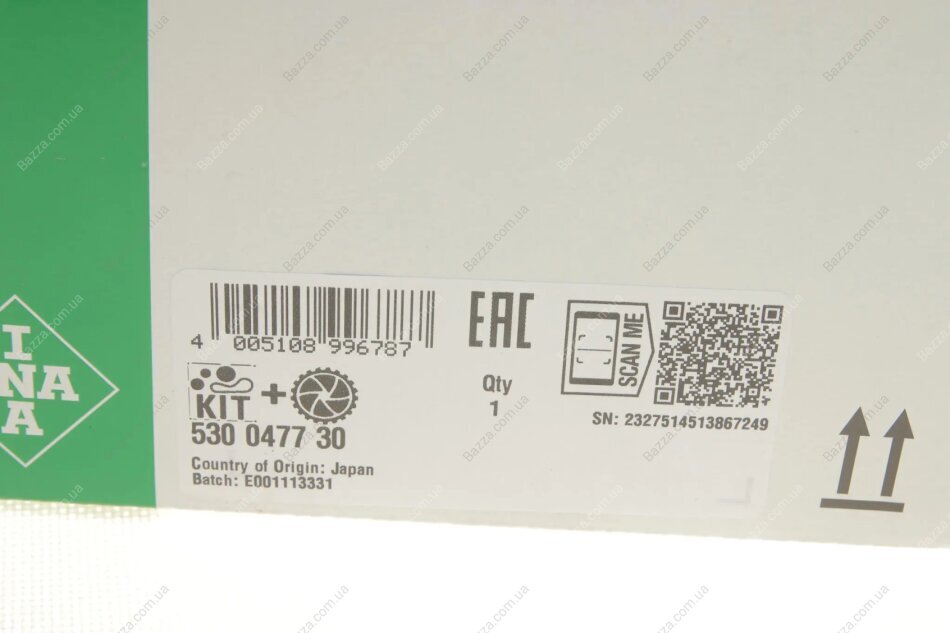 I
NA
A
4 005108 996787
EAC
KIT +
530 0477 30
Country of Origin: Japan
Batch: E001113331
Qty
1
SCAN ME
SN: 2327514513867249
Bazza.com.ua